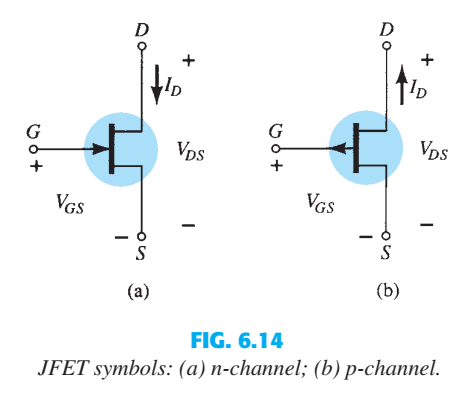 D D
+ +
I_D I_D
G G
+ V_DS + V_DS
V_GS V_GS
− − − −
S S
(a) (b)
FIG. 6.14
JFET symbols: (a) n-channel; (b) p-channel.